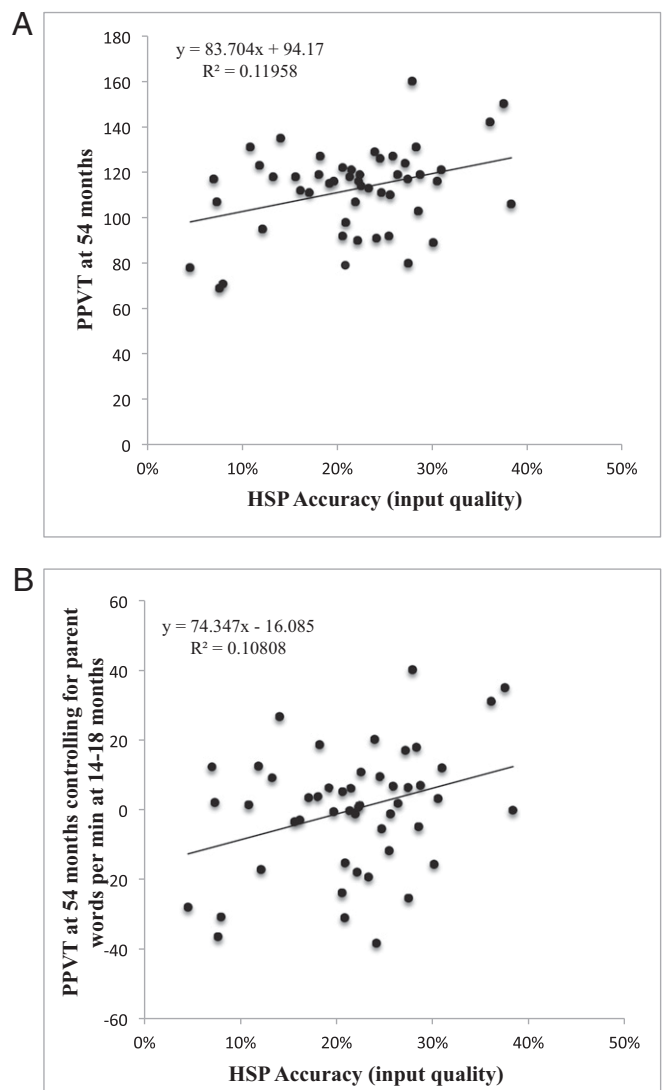 A
y = 83.704x + 94.17
R² = 0.11958
180
160
140
120
100
80
60
40
20
0
PPVT at 54 months
0% 10% 20% 30% 40% 50%
HSP Accuracy (input quality)
B
y = 74.347x - 16.085
R² = 0.10808
60
40
20
0
-20
-40
-60
PPVT at 54 months controlling for parent
words per min at 14-18 months
0% 10% 20% 30% 40% 50%
HSP Accuracy (input quality)